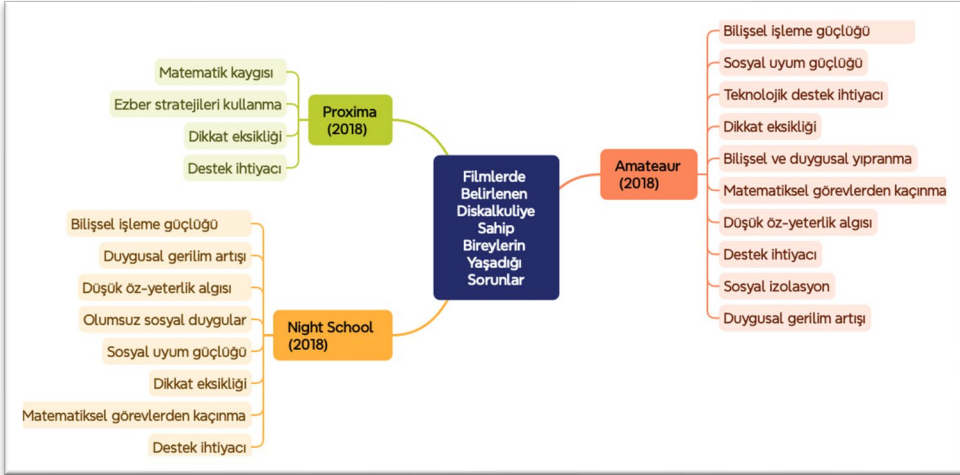 Filmlerde
Belirlenen
Diskalkuliye
Sahip
Bireylerin
Yaşadığı
Sorunlar
Proxima
(2018)
Matematik kaygısı
Ezber stratejileri kullanma
Dikkat eksikliği
Destek ihtiyacı
Night School
(2018)
Bilişsel işleme güçlüğü
Duygusal gerilim artışı
Düşük öz-yeterlik algısı
Olumsuz sosyal duygular
Sosyal uyum güçlüğü
Dikkat eksikliği
Matematiksel görevlerden kaçınma
Destek ihtiyacı
Amateaur
(2018)
Bilişsel işleme güçlüğü
Sosyal uyum güçlüğü
Teknolojik destek ihtiyacı
Dikkat eksikliği
Bilişsel ve duygusal yıpranma
Matematiksel görevlerden kaçınma
Düşük öz-yeterlik algısı
Destek ihtiyacı
Sosyal izolasyon
Duygusal gerilim artışı